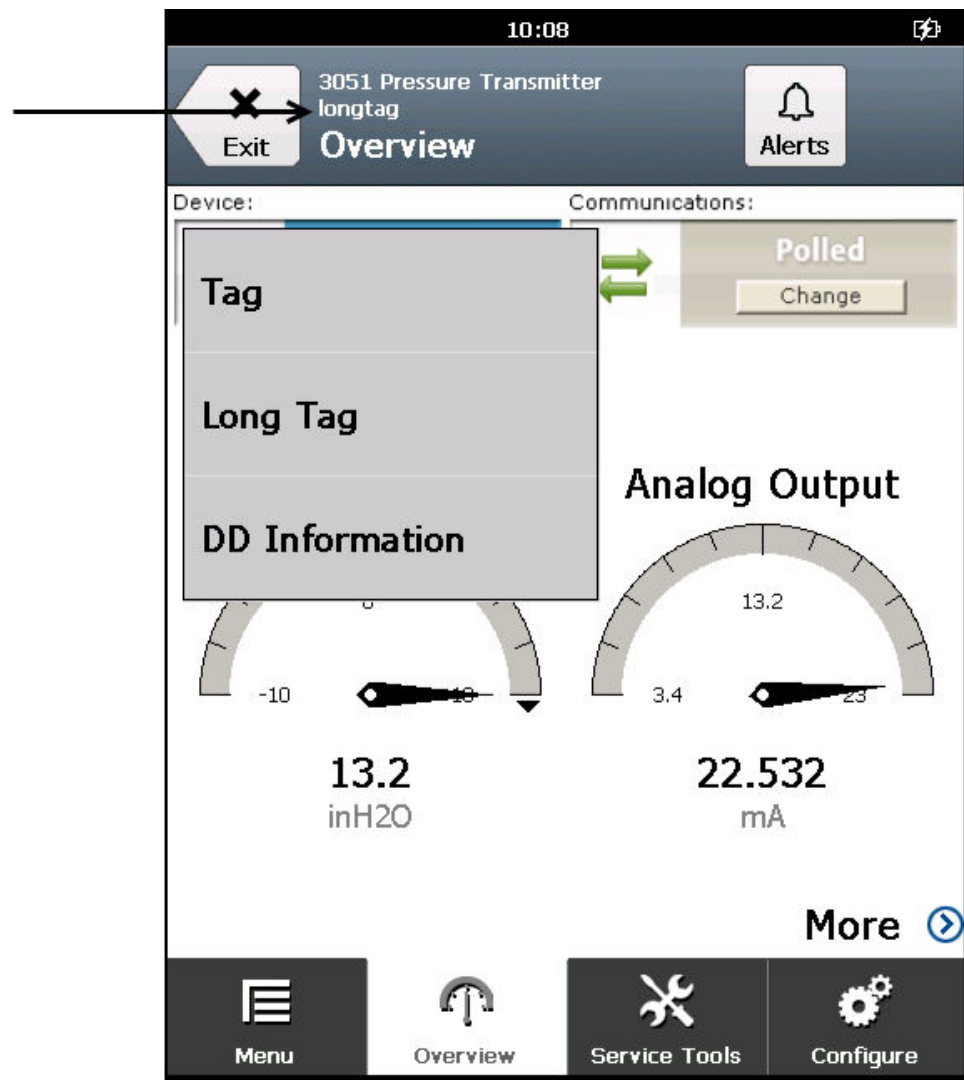 10:08
3051 Pressure Transmitter
longtag
Exit
Overview
Alerts
Device:
Communications:
Polled
Change
Tag
Long Tag
DD Information
Analog Output
13.2
-10
3.4
23
13.2
22.532
inH2O
mA
More
Menu
Overview
Service Tools
Configure